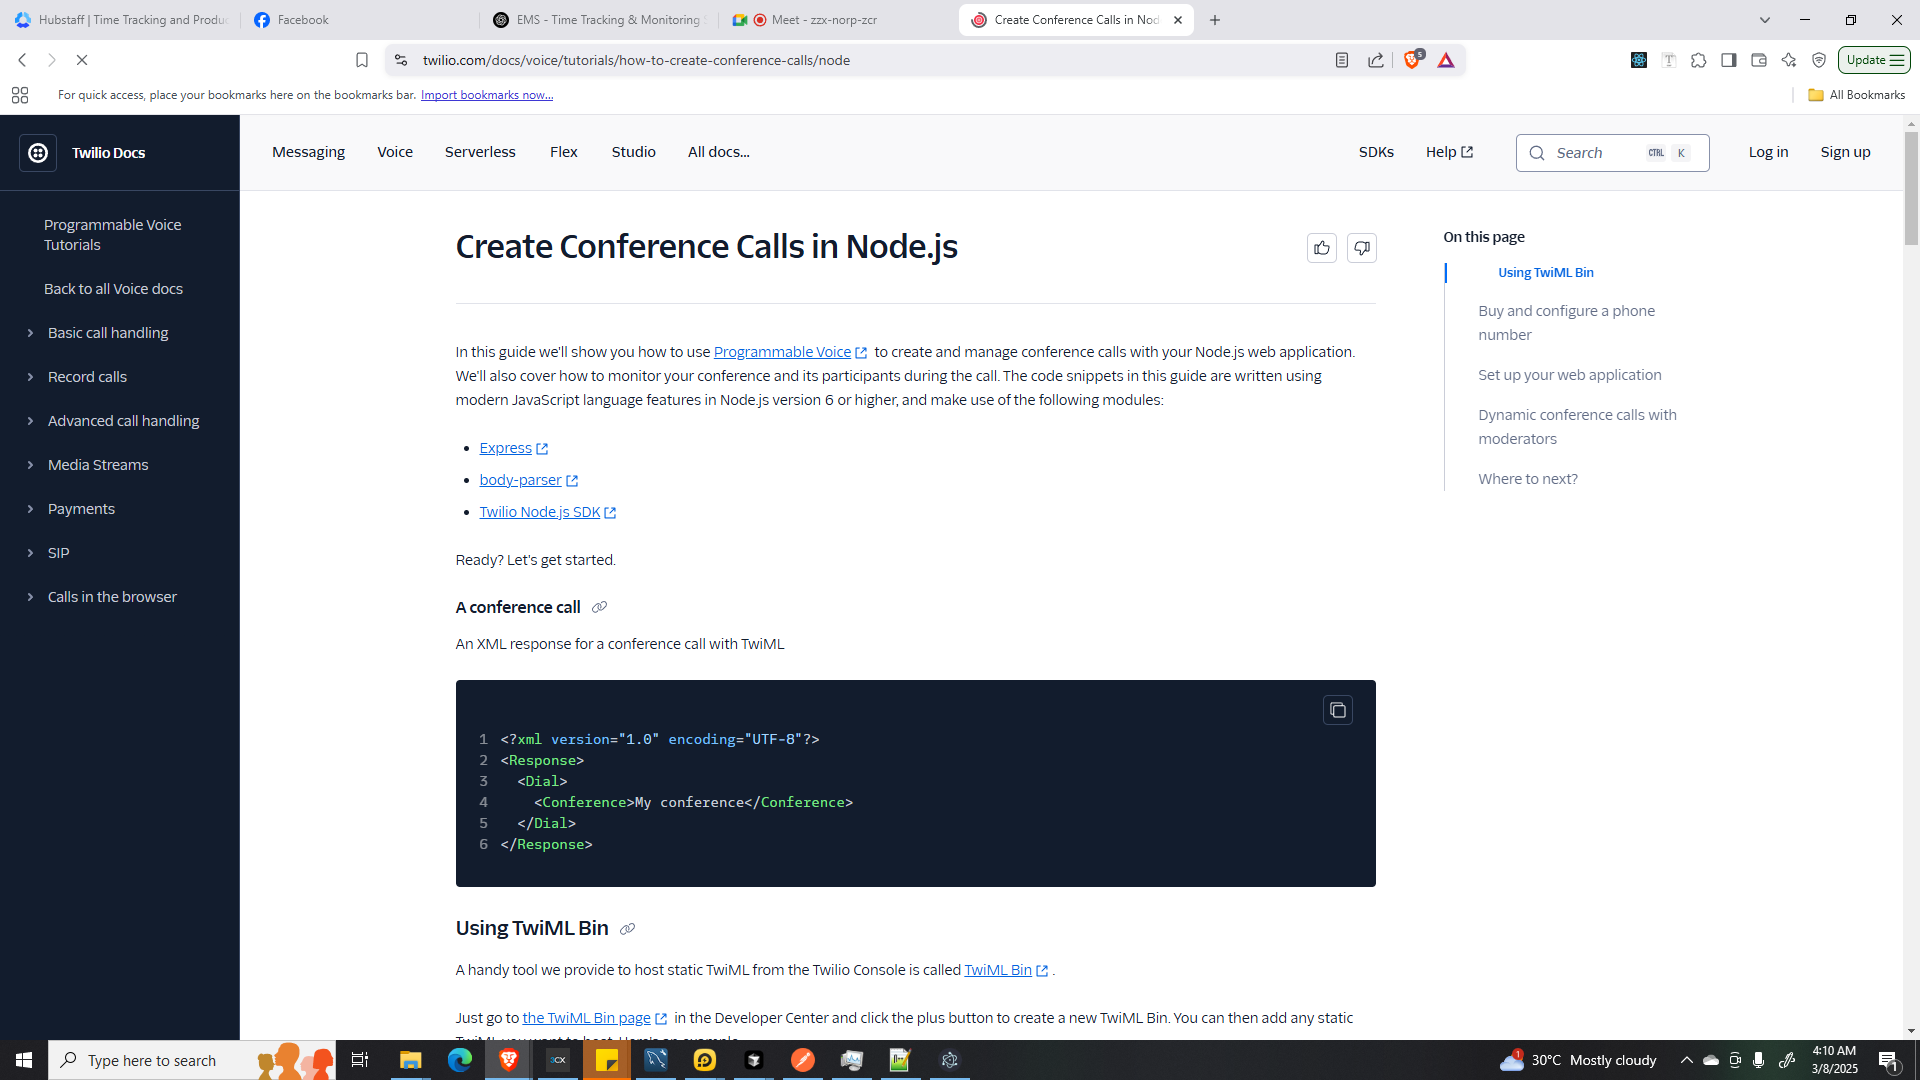 Hubstaff | Time Tracking and Produc
Facebook
EMS - Time Tracking & Monitoring S
Meet - zzx-norp-zcr
Create Conference Calls in Nod
twilio.com/docs/voice/tutorials/how-to-create-conference-calls/node
5
Update
For quick access, place your bookmarks here on the bookmarks bar. Import bookmarks now...
All Bookmarks
Twilio Docs
Messaging
Voice
Serverless
Flex
Studio
All docs...
SDKs
Help
Search
CTRL
K
Log in
Sign up
Programmable Voice
Tutorials
Back to all Voice docs
Basic call handling
Record calls
Advanced call handling
Media Streams
Payments
SIP
Calls in the browser
Create Conference Calls in Node.js
In this guide we'll show you how to use Programmable Voice to create and manage conference calls with your Node.js web application.
We'll also cover how to monitor your conference and its participants during the call. The code snippets in this guide are written using
modern JavaScript language features in Node.js version 6 or higher, and make use of the following modules:
Express
body-parser
Twilio Node.js SDK
Ready? Let's get started.
A conference call
An XML response for a conference call with TwiML
1 <?xml version="1.0" encoding="UTF-8"?>
2 <Response>
3 <Dial>
4 <Conference>My conference</Conference>
5 </Dial>
6 </Response>
Using TwiML Bin
A handy tool we provide to host static TwiML from the Twilio Console is called TwiML Bin .
Just go to the TwiML Bin page in the Developer Center and click the plus button to create a new TwiML Bin. You can then add any static
On this page
Using TwiML Bin
Buy and configure a phone
number
Set up your web application
Dynamic conference calls with
moderators
Where to next?
Type here to search
1
30°C Mostly cloudy
4:10 AM
3/8/2025
1